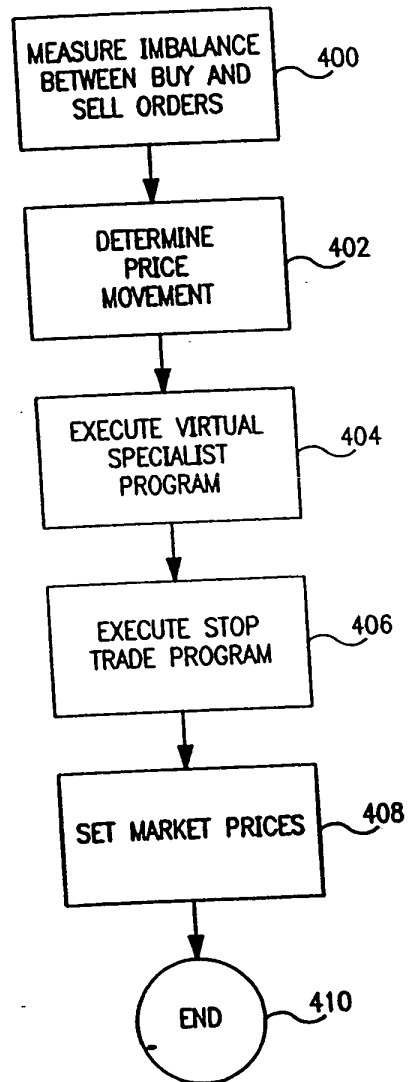 MEASURE IMBALANCE
BETWEEN BUY AND
SELL ORDERS
400
DETERMINE
PRICE
MOVEMENT
402
EXECUTE VIRTUAL
SPECIALIST
PROGRAM
404
EXECUTE STOP
TRADE PROGRAM
406
SET MARKET PRICES
408
END
410